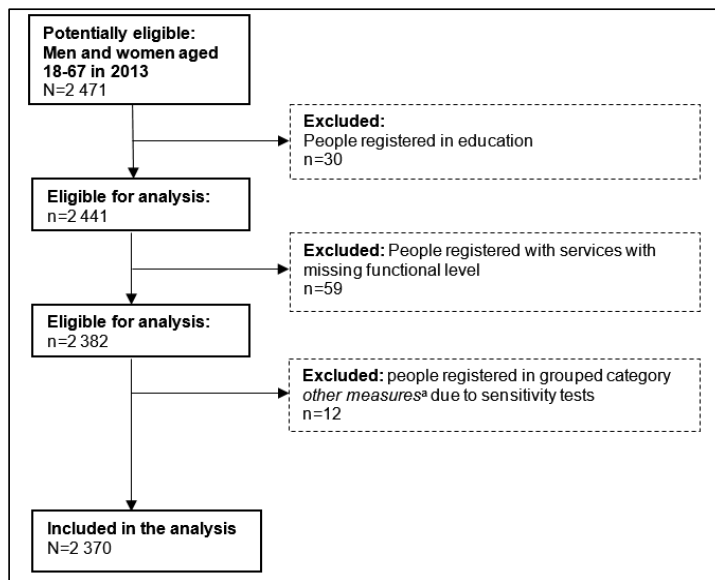 Potentially eligible:
Men and women aged
18-67 in 2013
N=2 471
Excluded:
People registered in education
n=30
Eligible for analysis:
n=2 441
Excluded: People registered with services with
missing functional level
n=59
Eligible for analysis:
n=2 382
Excluded: people registered in grouped category
other measuresª due to sensitivity tests
n=12
Included in the analysis
N=2 370